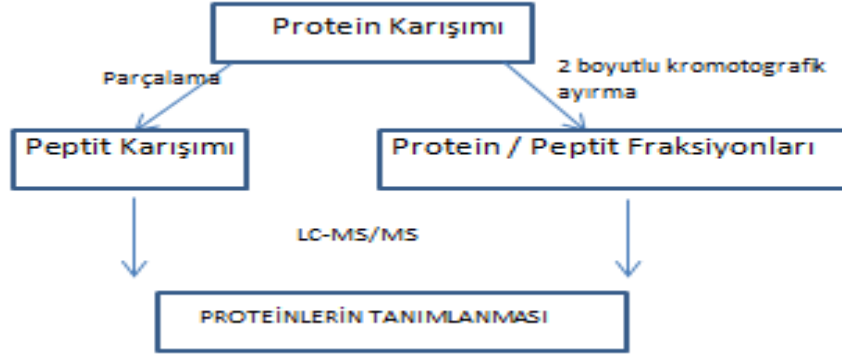 Protein Karışımı
Parçalama
2 boyutlu kromotografik
ayırma
Peptit Karışımı
Protein / Peptit Fraksiyonları
LC-MS/MS
PROTEİNLERİN TANIMLANMASI